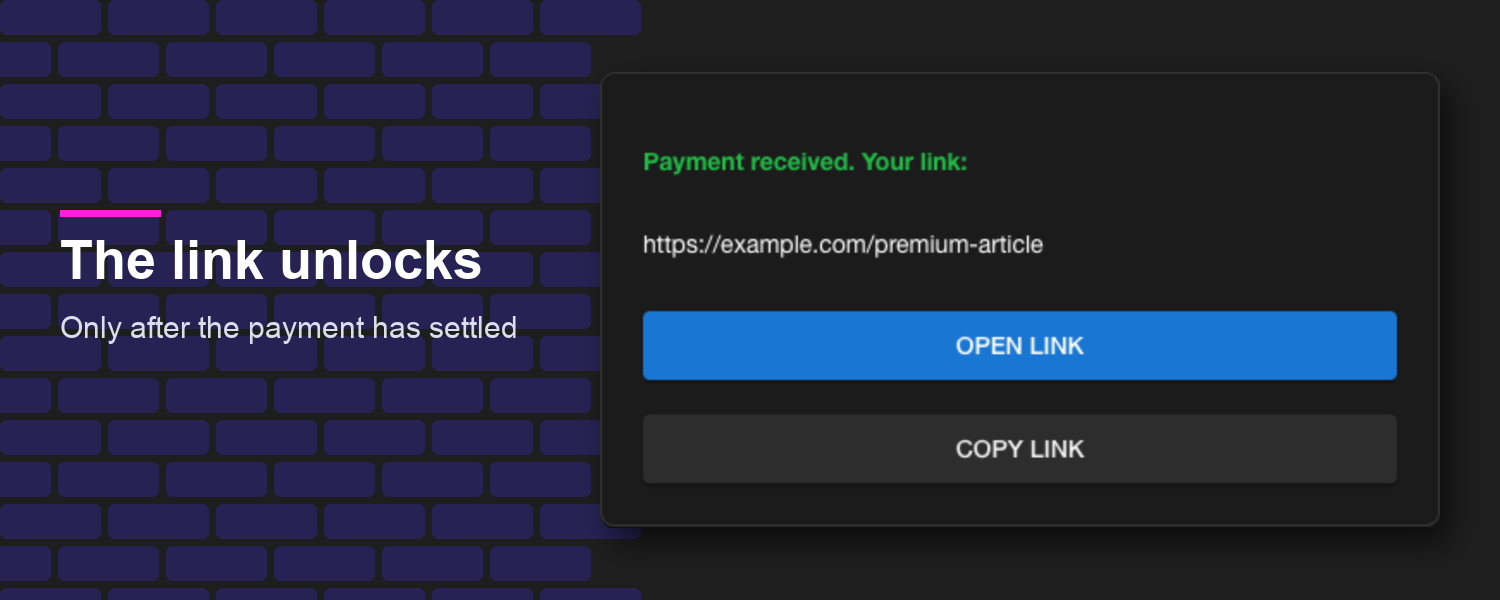 The link unlocks
Only after the payment has settled
Payment received. Your link:
https://example.com/premium-article
OPEN LINK
COPY LINK